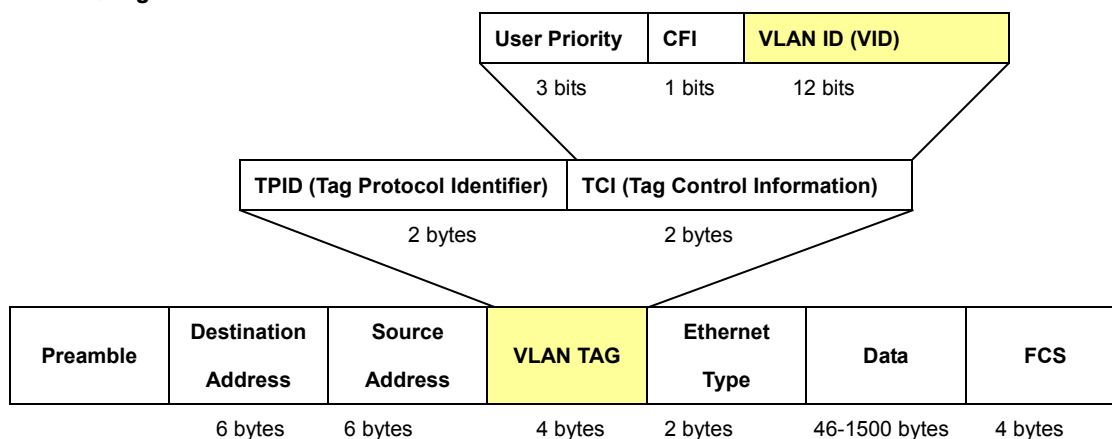 User Priority CFI VLAN ID (VID)
3 bits 1 bits 12 bits
TPID (Tag Protocol Identifier) TCI (Tag Control Information)
2 bytes 2 bytes
Preamble Destination Address Source Address VLAN TAG Ethernet Type Data FCS
6 bytes 6 bytes 4 bytes 2 bytes 46-1500 bytes 4 bytes